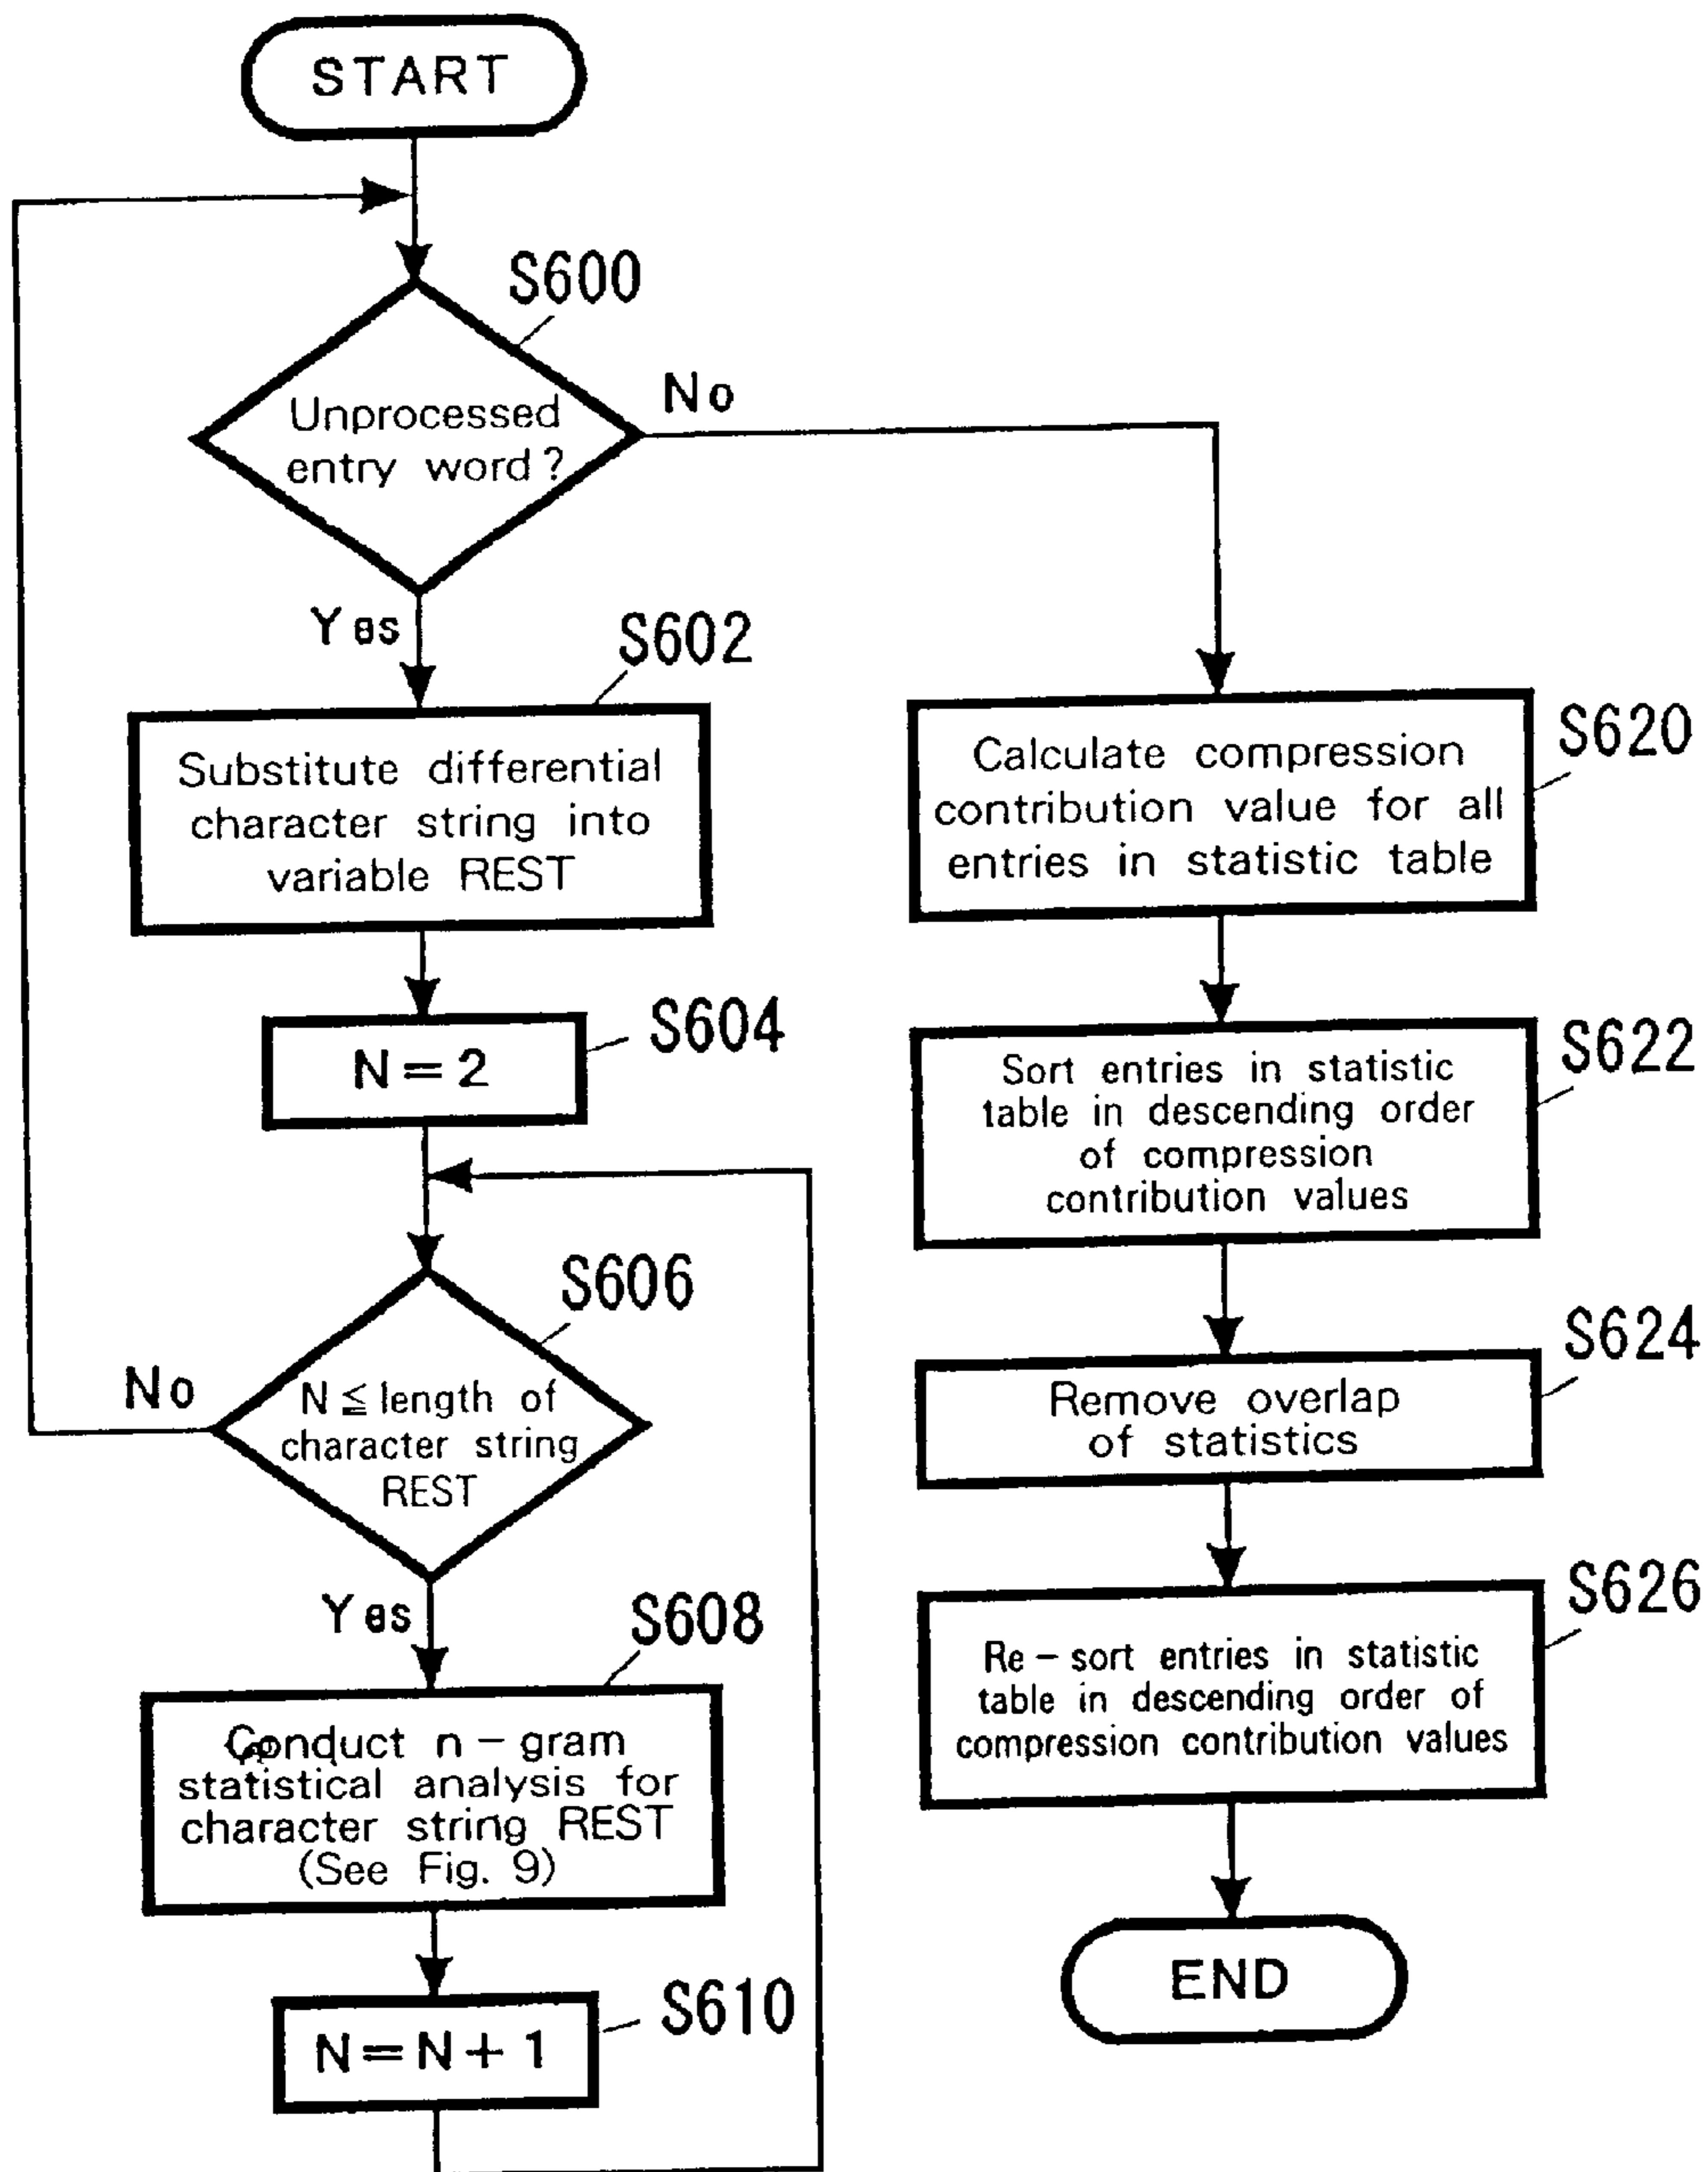 START
S600
Unprocessed
entry word?
No
Yes
S602
Substitute differential
character string into
variable REST
S604
N=2
S606
N≦length of
character string
REST
No
Yes
S608
Conduct n-gram
statistical analysis for
character string REST
(See Fig. 9)
S610
N=N+1
S620
Calculate compression
contribution value for all
entries in statistic table
S622
Sort entries in statistic
table in descending order
of compression
contribution values
S624
Remove overlap
of statistics
S626
Re-sort entries in statistic
table in descending order of
compression contribution values
END